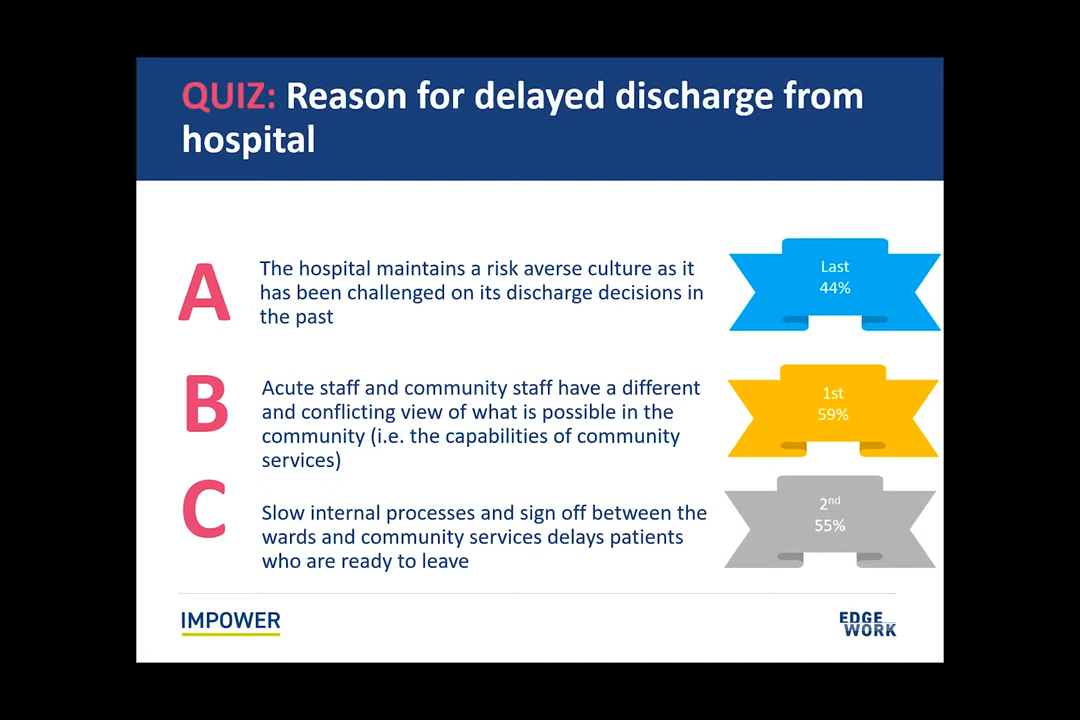 QUIZ: Reason for delayed discharge from
hospital
A
The hospital maintains a risk averse culture as it
has been challenged on its discharge decisions in
the past
Last
44%
B
Acute staff and community staff have a different
and conflicting view of what is possible in the
community (i.e. the capabilities of community
services)
1st
59%
C
Slow internal processes and sign off between the
wards and community services delays patients
who are ready to leave
2nd
55%
IMPOWER
EDGE
WORK